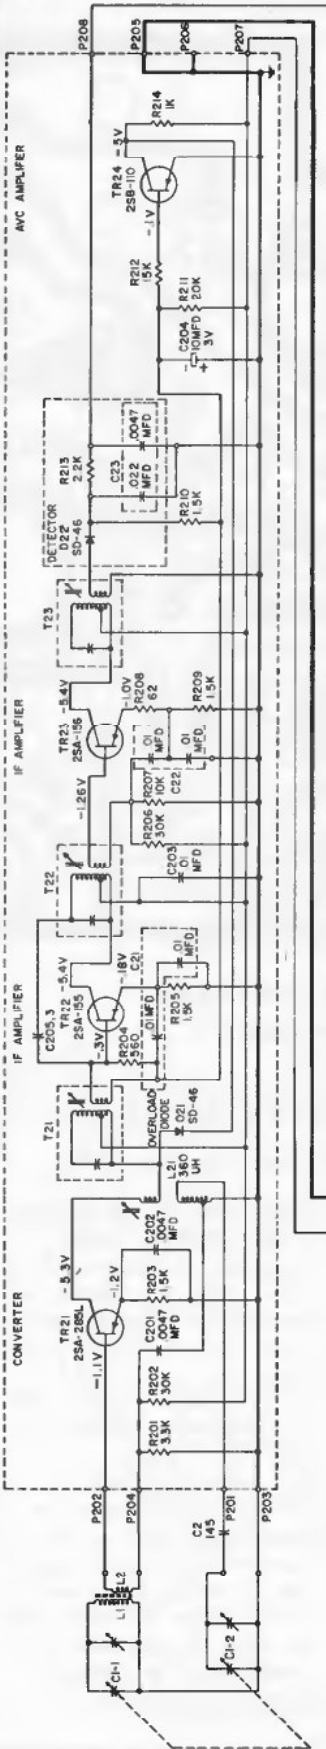 P208
P205
P206
P207
AVC AMPLIFIER
R214
1K
-.5V
TR24
2SB-110
-.1V
R212
15K
R211
20K
C204
10MFD
3V
-
+
DETECTOR
D22
SD-46
R213
2.2K
C23
.022
MFD
.0047
MFD
R210
1.5K
T23
IF AMPLIFIER
-5.4V
TR23
2SA-156
-1.0V
R208
62
R209
1.5K
.01
MFD
.01
MFD
C22
-1.26V
R207
10K
R206
30K
C203
.01
MFD
T22
IF AMPLIFIER
C205,3
-5.4V
TR22
2SA-155
-.18V
C21
-.3V
R204
560
.01MFD
.01
MFD
R205
1.5K
T21
OVERLOAD
DIODE
D21
SD-46
L21
360
UH
CONVERTER
-5.3V
TR21
2SA-285L
-1.2V
-1.1V
C202
.0047
MFD
R203
1.5K
C201
.0047
MFD
R202
30K
R201
3.3K
P202
P204
P201
P203
C2
145
L2
L1
C1-1
C1-2